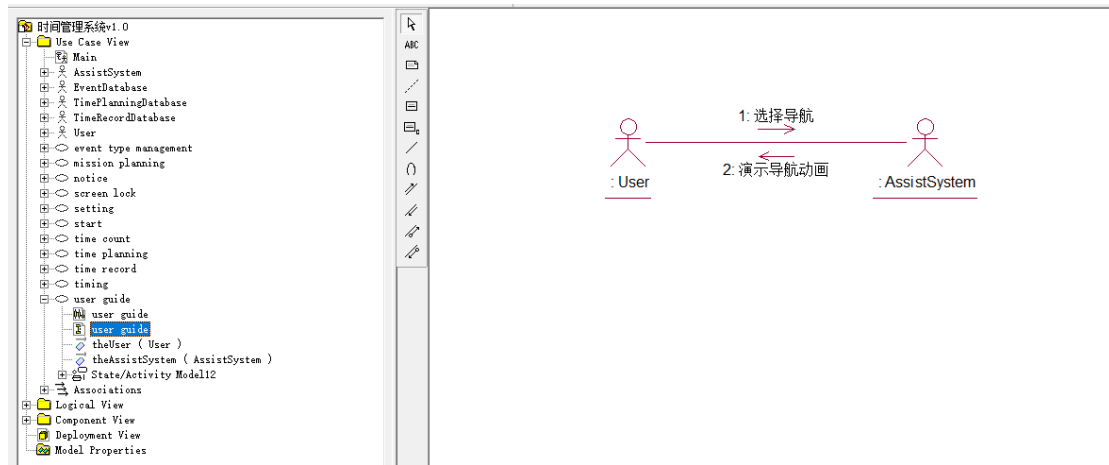 时间管理系统v1.0
Use Case View
Main
AssistSystem
EventDatabase
TimePlanningDatabase
TimeRecordDatabase
User
event type management
mission planning
notice
screen lock
setting
start
time count
time planning
time record
timing
user guide
user guide
user guide
theUser ( User )
theAssistSystem ( AssistSystem )
State/Activity Model12
Associations
Logical View
Component View
Deployment View
Model Properties
ABC
1: 选择导航
2: 演示导航动画
: User
: AssistSystem